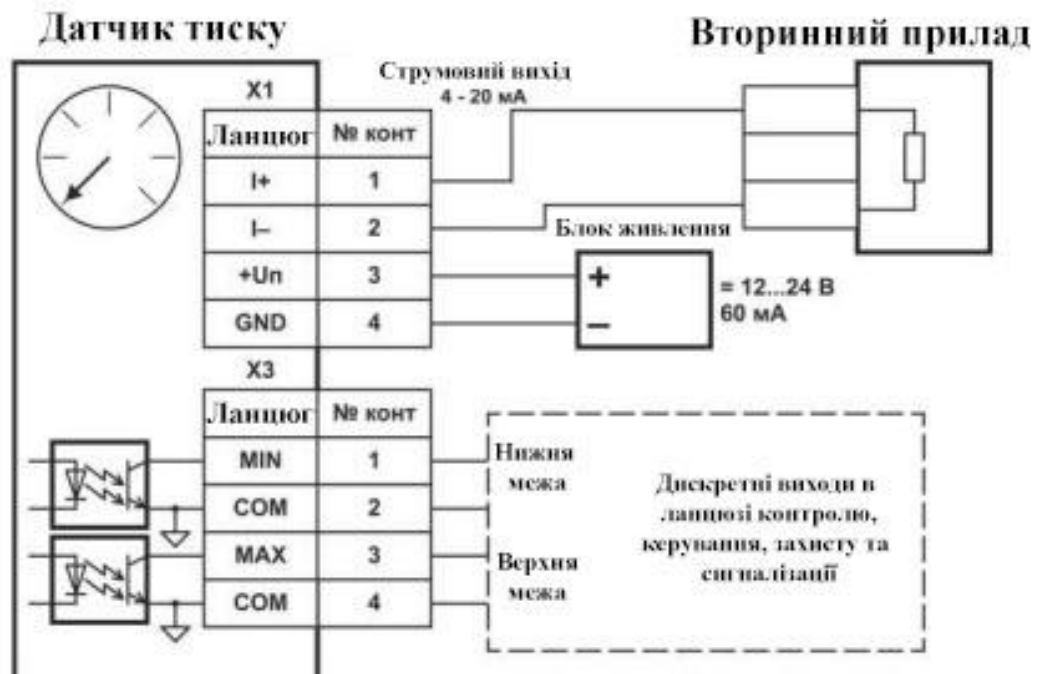 Датчик тиску
Вторинний прилад
Струмовий вихід
4 - 20 мА
X1
Ланцюг № конт
I+ 1
I– 2
+Uп 3
GND 4
Блок живлення
+
–
= 12...24 В
60 мА
X3
Ланцюг № конт
MIN 1
COM 2
MAX 3
COM 4
Нижня
межа
Верхня
межа
Дискретні виходи в
ланцюзі контролю,
керування, захисту та
сигналізації